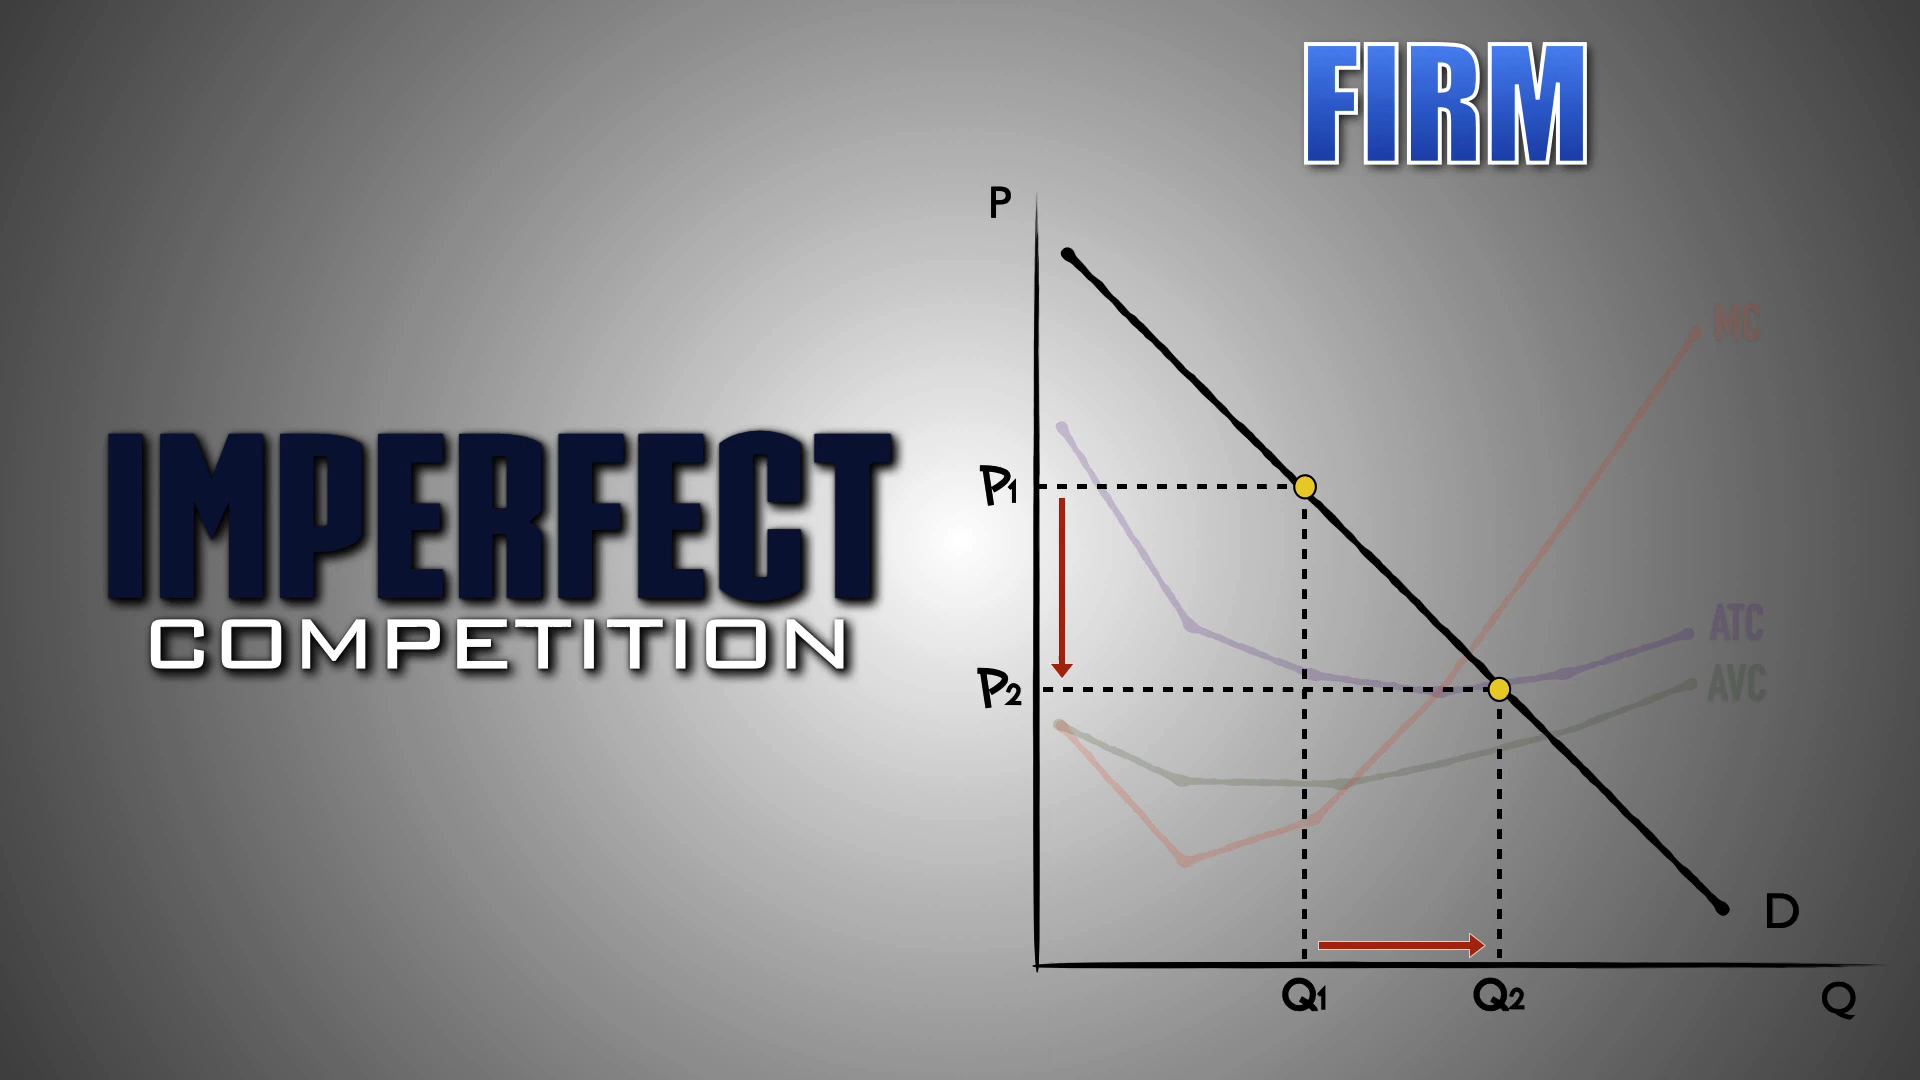 IMPERFECT
COMPETITION
FIRM
P
MC
P1
ATC
P2
AVC
D
Q1
Q2
Q